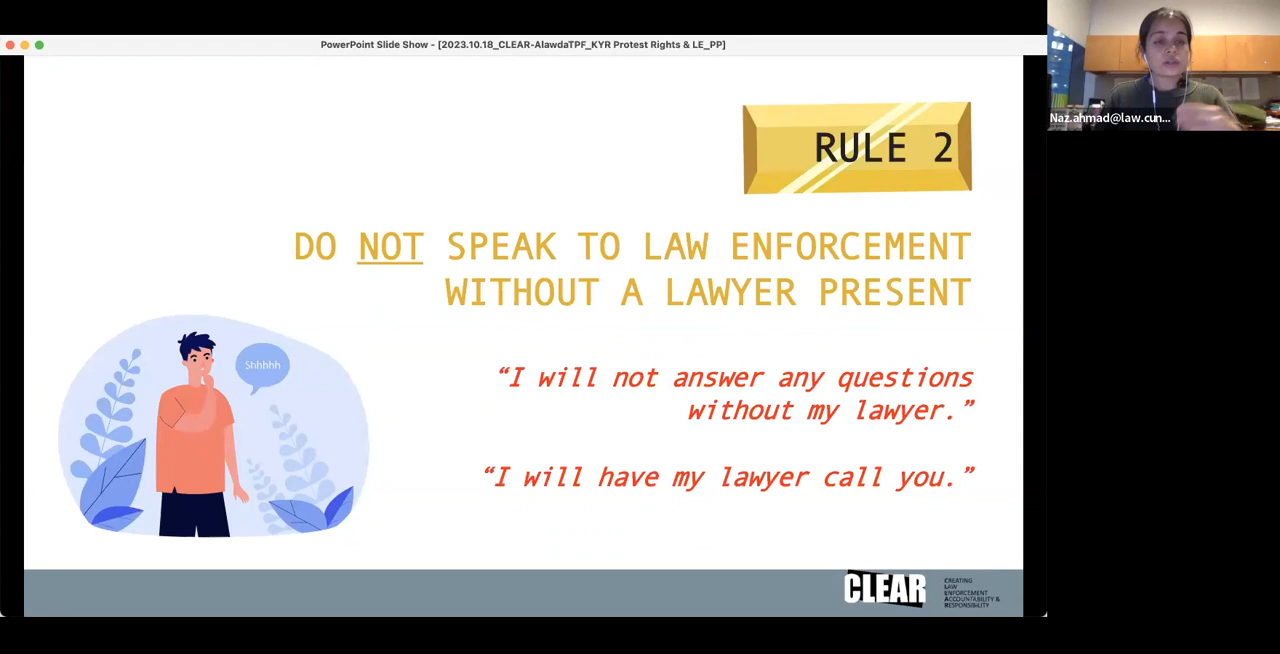 PowerPoint Slide Show - [2023.10.18_CLEAR-AlawdaTPF_KYR Protest Rights & LE_PP]
Naz.ahmad@law.cun...
RULE 2
DO NOT SPEAK TO LAW ENFORCEMENT
WITHOUT A LAWYER PRESENT
Shhhhh
“I will not answer any questions
without my lawyer.”
“I will have my lawyer call you.”
CLEAR
CREATING
LAW
ENFORCEMENT
ACCOUNTABILITY &
RESPONSIBILITY